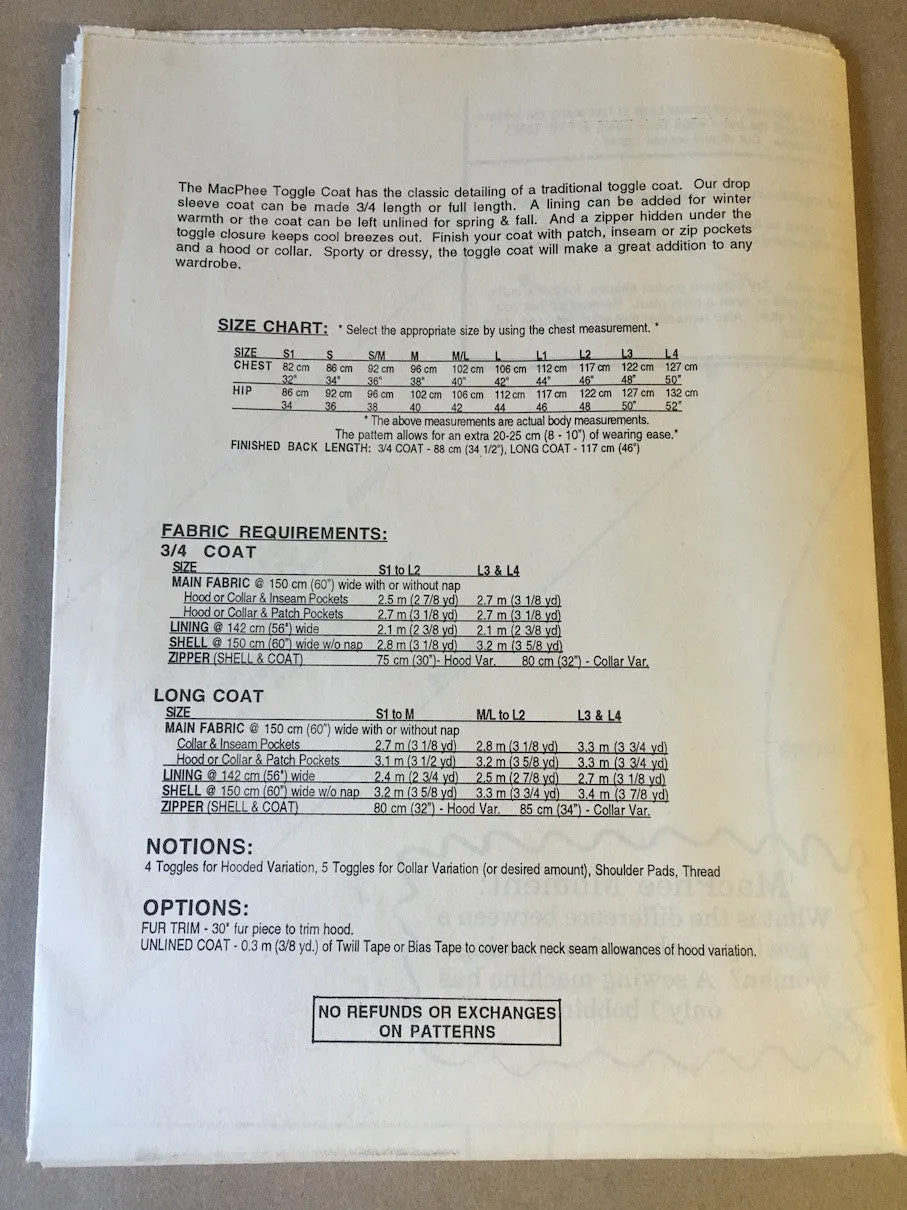 The MacPhee Toggle Coat has the classic detailing of a traditional toggle coat. Our drop
sleeve coat can be made 3/4 length or full length. A lining can be added for winter
warmth or the coat can be left unlined for spring & fall. And a zipper hidden under the
toggle closure keeps cool breezes out. Finish your coat with patch, inseam or zip pockets
and a hood or collar. Sporty or dressy, the toggle coat will make a great addition to any
wardrobe.
SIZE CHART: * Select the appropriate size by using the chest measurement. *
SIZE S1 S S/M M M/L L L1 L2 L3 L4
CHEST 82 cm 86 cm 92 cm 96 cm 102 cm 106 cm 112 cm 117 cm 122 cm 127 cm
32" 34" 36" 38" 40" 42" 44" 46" 48" 50"
HIP 86 cm 92 cm 96 cm 102 cm 106 cm 112 cm 117 cm 122 cm 127 cm 132 cm
34 36 38 40 42 44 46 48 50" 52"
* The above measurements are actual body measurements.
The pattern allows for an extra 20-25 cm (8 - 10") of wearing ease.*
FINISHED BACK LENGTH: 3/4 COAT - 88 cm (34 1/2"), LONG COAT - 117 cm (46")
FABRIC REQUIREMENTS:
3/4 COAT
SIZE S1 to L2 L3 & L4
MAIN FABRIC @ 150 cm (60") wide with or without nap
Hood or Collar & Inseam Pockets 2.5 m (2 7/8 yd) 2.7 m (3 1/8 yd)
Hood or Collar & Patch Pockets 2.7 m (3 1/8 yd) 2.7 m (3 1/8 yd)
LINING @ 142 cm (56") wide 2.1 m (2 3/8 yd) 2.1 m (2 3/8 yd)
SHELL @ 150 cm (60") wide w/o nap 2.8 m (3 1/8 yd) 3.2 m (3 5/8 yd)
ZIPPER (SHELL & COAT) 75 cm (30")- Hood Var. 80 cm (32") - Collar Var.
LONG COAT
SIZE S1 to M M/L to L2 L3 & L4
MAIN FABRIC @ 150 cm (60") wide with or without nap
Collar & Inseam Pockets 2.7 m (3 1/8 yd) 2.8 m (3 1/8 yd) 3.3 m (3 3/4 yd)
Hood or Collar & Patch Pockets 3.1 m (3 1/2 yd) 3.2 m (3 5/8 yd) 3.3 m (3 3/4 yd)
LINING @ 142 cm (56") wide 2.4 m (2 3/4 yd) 2.5 m (2 7/8 yd) 2.7 m (3 1/8 yd)
SHELL @ 150 cm (60") wide w/o nap 3.2 m (3 5/8 yd) 3.3 m (3 3/4 yd) 3.4 m (3 7/8 yd)
ZIPPER (SHELL & COAT) 80 cm (32") - Hood Var. 85 cm (34") - Collar Var.
NOTIONS:
4 Toggles for Hooded Variation, 5 Toggles for Collar Variation (or desired amount), Shoulder Pads, Thread
OPTIONS:
FUR TRIM - 30" fur piece to trim hood.
UNLINED COAT - 0.3 m (3/8 yd.) of Twill Tape or Bias Tape to cover back neck seam allowances of hood variation.
NO REFUNDS OR EXCHANGES
ON PATTERNS